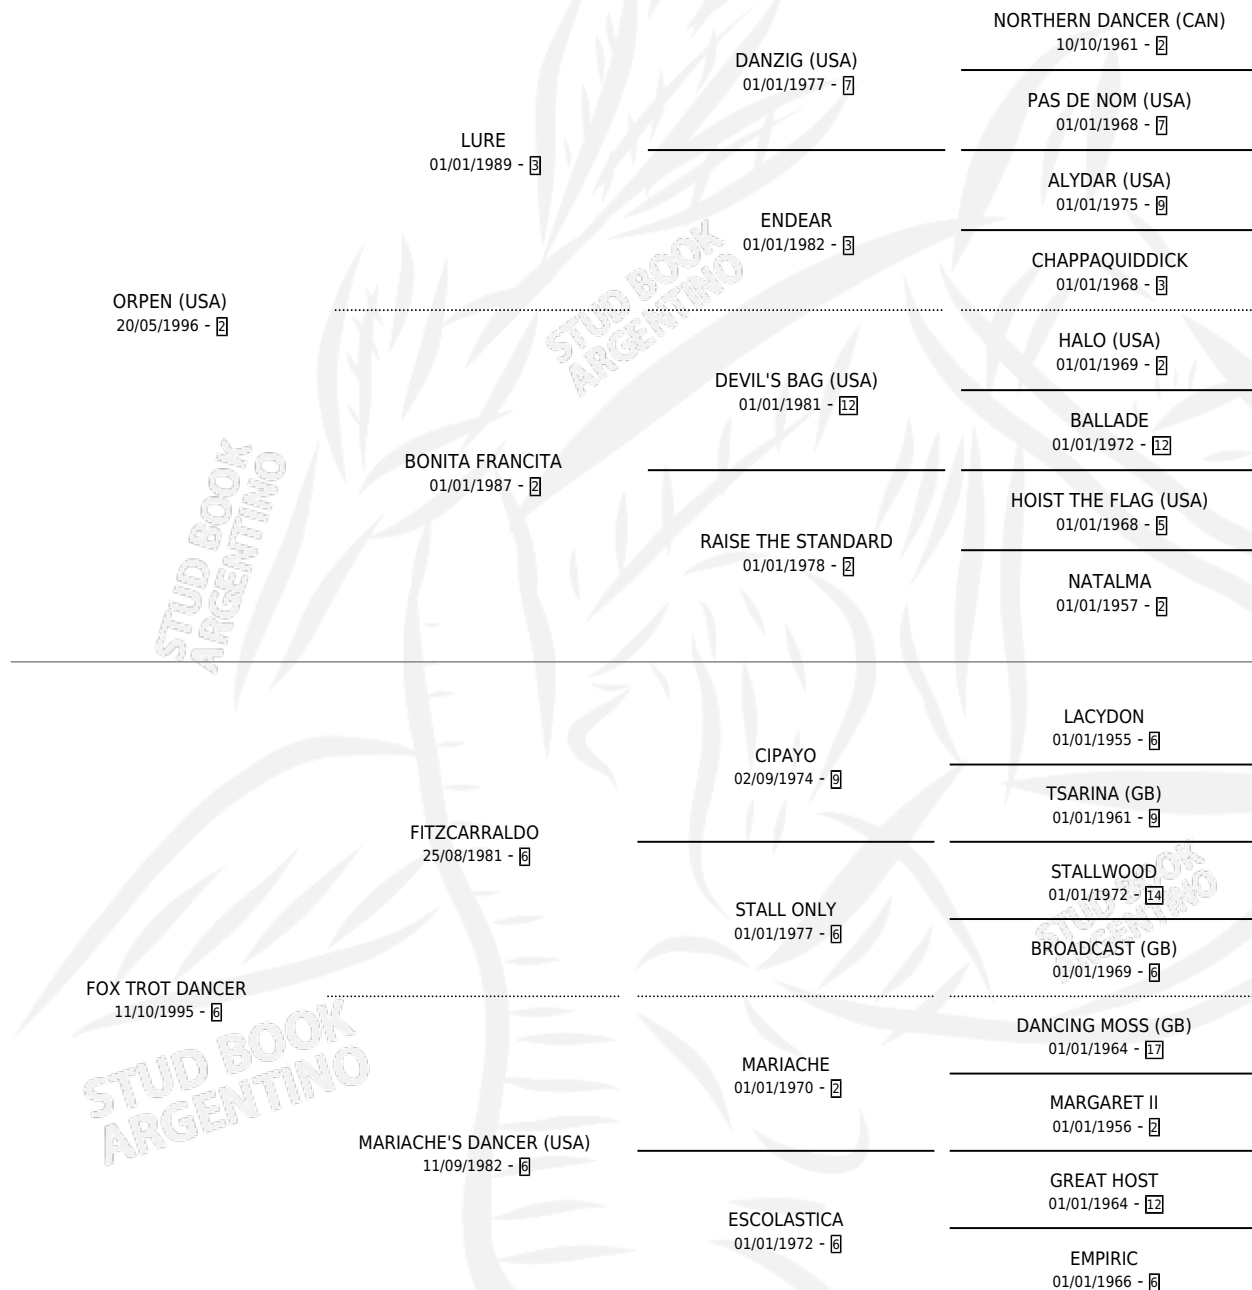 NORTHERN DANCER (CAN)
10/10/1961 - 2
DANZIG (USA)
01/01/1977 - 7
PAS DE NOM (USA)
01/01/1968 - 7
LURE
01/01/1989 - 3
ALYDAR (USA)
01/01/1975 - 9
ENDEAR
01/01/1982 - 3
CHAPPAQUIDDICK
01/01/1968 - 3
ORPEN (USA)
20/05/1996 - 2
HALO (USA)
01/01/1969 - 2
DEVIL'S BAG (USA)
01/01/1981 - 12
BALLADE
01/01/1972 - 12
BONITA FRANCITA
01/01/1987 - 2
HOIST THE FLAG (USA)
01/01/1968 - 5
RAISE THE STANDARD
01/01/1978 - 2
NATALMA
01/01/1957 - 2
LACYDON
01/01/1955 - 6
CIPAYO
02/09/1974 - 9
TSARINA (GB)
01/01/1961 - 9
FITZCARRALDO
25/08/1981 - 6
STALLWOOD
01/01/1972 - 14
STALL ONLY
01/01/1977 - 6
BROADCAST (GB)
01/01/1969 - 6
FOX TROT DANCER
11/10/1995 - 6
DANCING MOSS (GB)
01/01/1964 - 17
MARIACHE
01/01/1970 - 2
MARGARET II
01/01/1956 - 2
MARIACHE'S DANCER (USA)
11/09/1982 - 6
GREAT HOST
01/01/1964 - 12
ESCOLASTICA
01/01/1972 - 6
EMPIRIC
01/01/1966 - 6
STUD BOOK
ARGENTINO
STUD BOOK
ARGENTINO
STUD BOOK
ARGENTINO
STUD BOOK
ARGENTINO